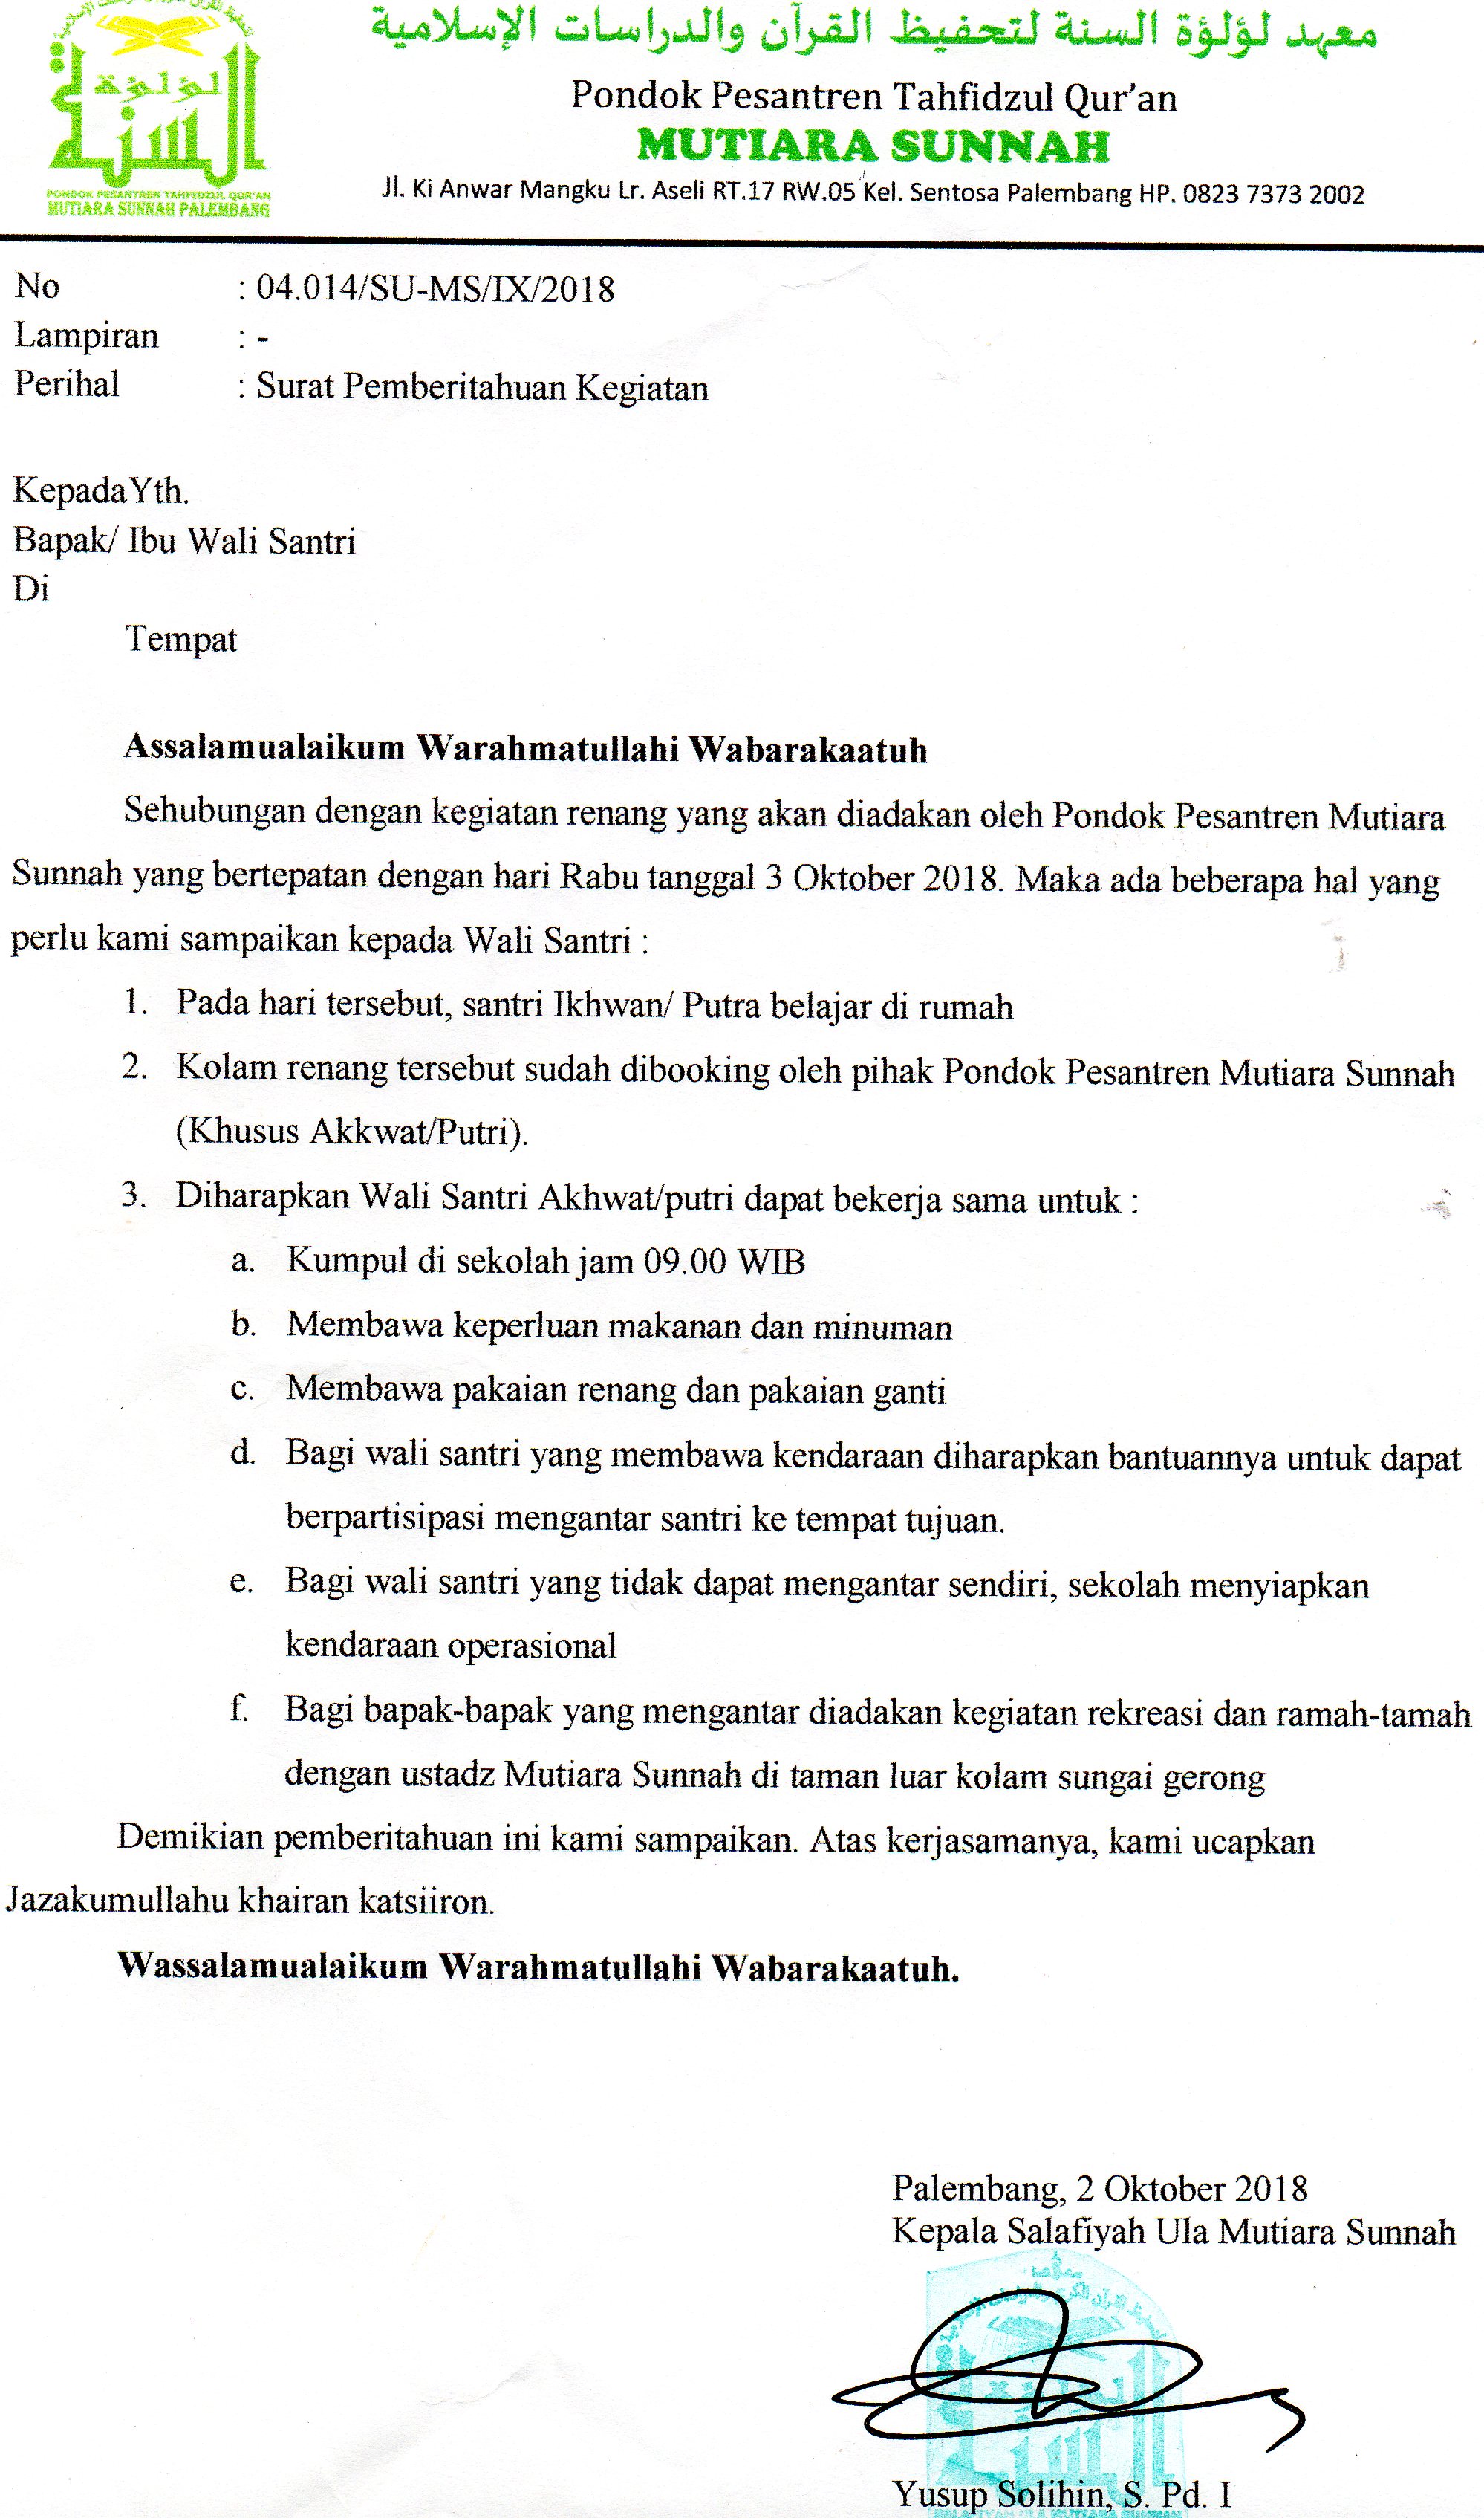 معهد لؤلؤة السنة لتحفيظ القرآن والدراسات الإسلامية
Pondok Pesantren Tahfidzul Qur'an
MUTIARA SUNNAH
Jl. Ki Anwar Mangku Lr. Aseli RT.17 RW.05 Kel. Sentosa Palembang HP. 0823 7373 2002
لؤلؤة
السنة
PONDOK PESANTREN TAHFIDZUL QUR'AN
MUTIARA SUNNAH PALEMBANG
No : 04.014/SU-MS/IX/2018
Lampiran : -
Perihal : Surat Pemberitahuan Kegiatan
KepadaYth.
Bapak/ Ibu Wali Santri
Di
Tempat
Assalamualaikum Warahmatullahi Wabarakaatuh
Sehubungan dengan kegiatan renang yang akan diadakan oleh Pondok Pesantren Mutiara
Sunnah yang bertepatan dengan hari Rabu tanggal 3 Oktober 2018. Maka ada beberapa hal yang
perlu kami sampaikan kepada Wali Santri :
1. Pada hari tersebut, santri Ikhwan/ Putra belajar di rumah
2. Kolam renang tersebut sudah dibooking oleh pihak Pondok Pesantren Mutiara Sunnah
(Khusus Akkwat/Putri).
3. Diharapkan Wali Santri Akhwat/putri dapat bekerja sama untuk :
a. Kumpul di sekolah jam 09.00 WIB
b. Membawa keperluan makanan dan minuman
c. Membawa pakaian renang dan pakaian ganti
d. Bagi wali santri yang membawa kendaraan diharapkan bantuannya untuk dapat
berpartisipasi mengantar santri ke tempat tujuan.
e. Bagi wali santri yang tidak dapat mengantar sendiri, sekolah menyiapkan
kendaraan operasional
f. Bagi bapak-bapak yang mengantar diadakan kegiatan rekreasi dan ramah-tamah
dengan ustadz Mutiara Sunnah di taman luar kolam sungai gerong
Demikian pemberitahuan ini kami sampaikan. Atas kerjasamanya, kami ucapkan
Jazakumullahu khairan katsiiron.
Wassalamualaikum Warahmatullahi Wabarakaatuh.
Palembang, 2 Oktober 2018
Kepala Salafiyah Ula Mutiara Sunnah
Yusup Solihin, S. Pd. I